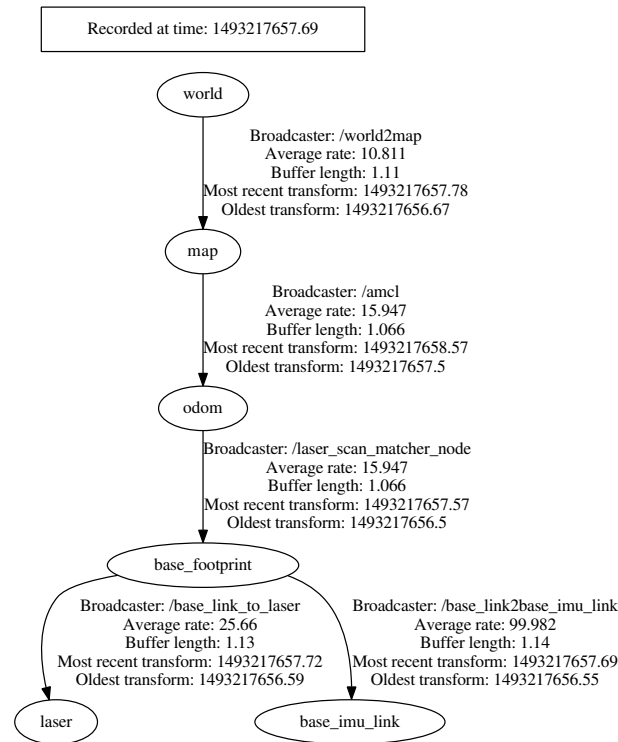 Recorded at time: 1493217657.69
world
Broadcaster: /world2map
Average rate: 10.811
Buffer length: 1.11
Most recent transform: 1493217657.78
Oldest transform: 1493217656.67
map
Broadcaster: /amcl
Average rate: 15.947
Buffer length: 1.066
Most recent transform: 1493217658.57
Oldest transform: 1493217657.5
odom
Broadcaster: /laser_scan_matcher_node
Average rate: 15.947
Buffer length: 1.066
Most recent transform: 1493217657.57
Oldest transform: 1493217656.5
base_footprint
Broadcaster: /base_link_to_laser
Average rate: 25.66
Buffer length: 1.13
Most recent transform: 1493217657.72
Oldest transform: 1493217656.59
Broadcaster: /base_link2base_imu_link
Average rate: 99.982
Buffer length: 1.14
Most recent transform: 1493217657.69
Oldest transform: 1493217656.55
laser
base_imu_link